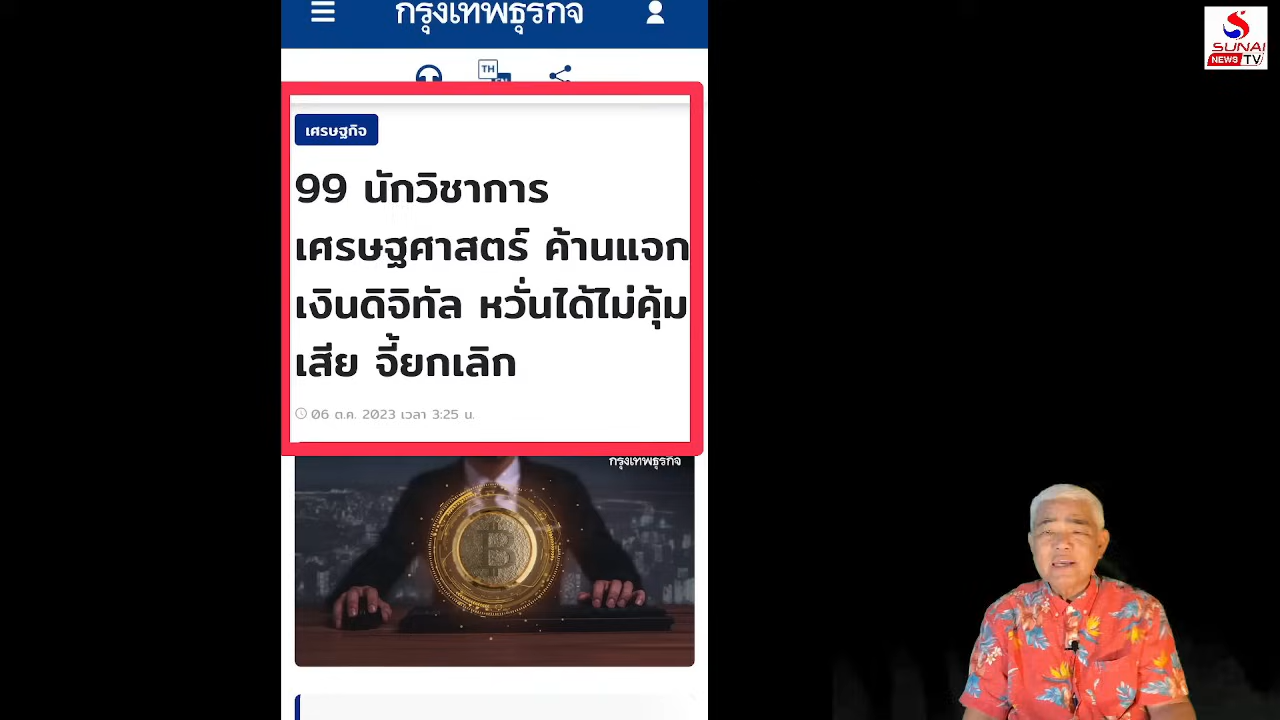 กรุงเทพธุรกิจ
SUNAI
NEWS TV
TH
เศรษฐกิจ
99 นักวิชาการ
เศรษฐศาสตร์ ค้านแจก
เงินดิจิทัล หวั่นได้ไม่คุ้ม
เสีย จี้ยกเลิก
06 ต.ค. 2023 เวลา 3:25 น.
กรุงเทพธุรกิจ